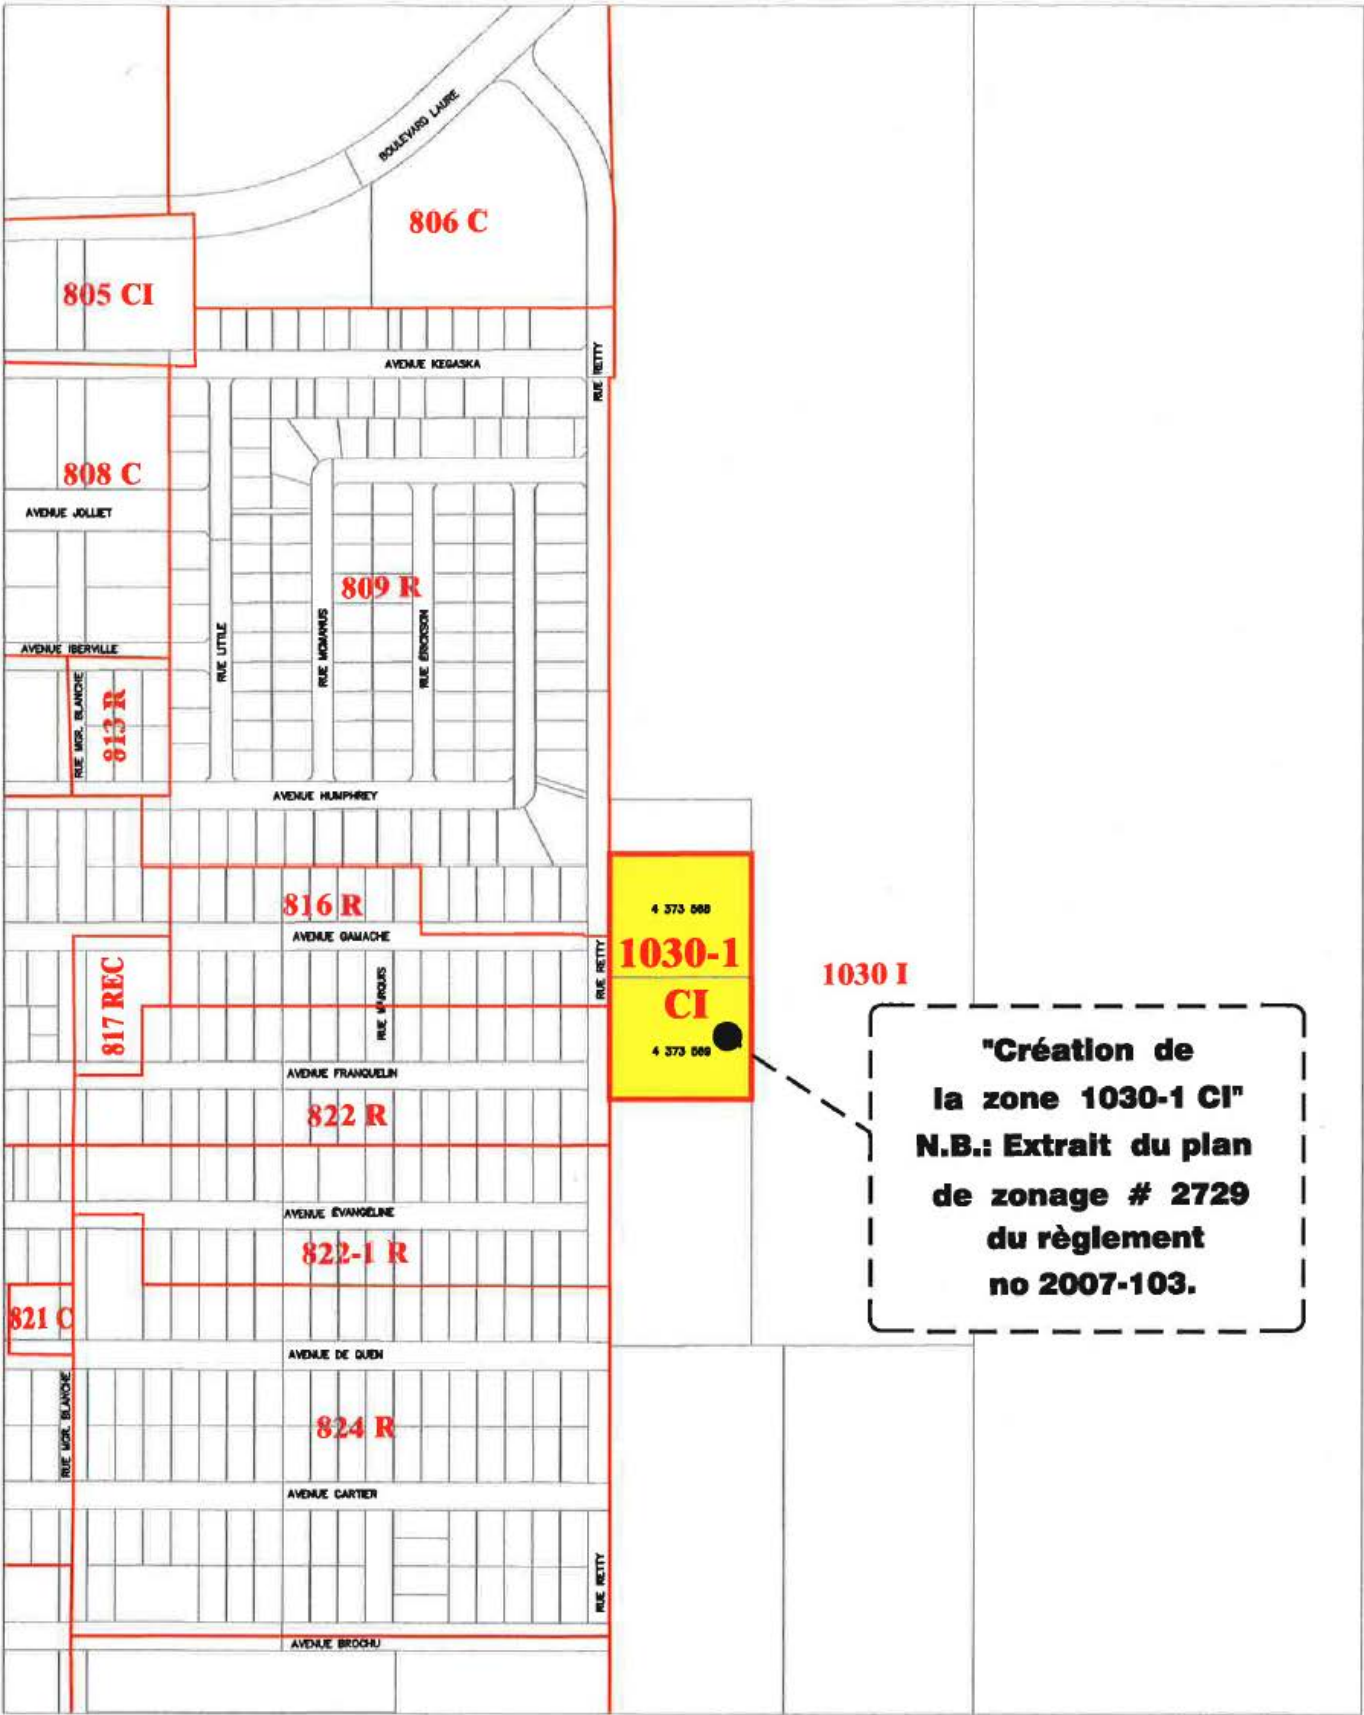 BOULEVARD LAURE
806 C
805 CI
AVENUE KEGASKA
RUE RETTY
808 C
AVENUE JOLLIET
809 R
RUE LITTLE
RUE MCMANUS
RUE ERICKSON
AVENUE IBERVILLE
RUE MGR. BLANCHE
813 R
AVENUE HUMPHREY
816 R
4 373 568
AVENUE GAMACHE
RUE RETTY
1030-1
CI
1030 I
817 REC
RUE MARQUIS
4 373 569
"Création de
la zone 1030-1 CI"
N.B.: Extrait du plan
de zonage # 2729
du règlement
no 2007-103.
AVENUE FRANQUELIN
822 R
AVENUE ÉVANGÉLINE
822-1 R
821 C
AVENUE DE QUEN
RUE MGR. BLANCHE
824 R
AVENUE CARTIER
RUE RETTY
AVENUE BROCHU